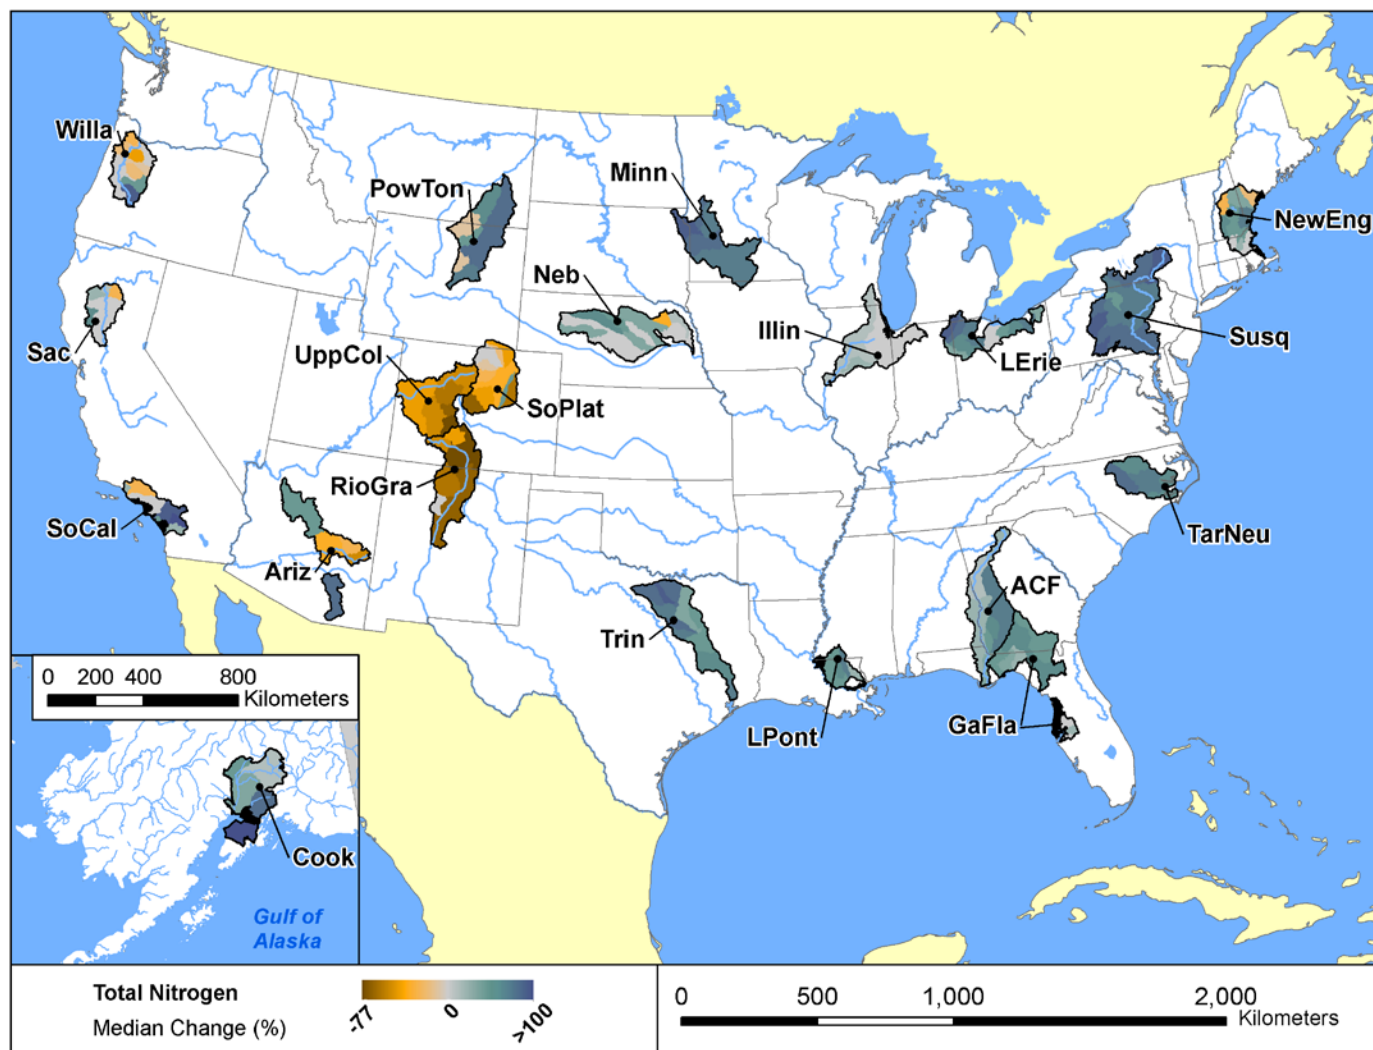 Willa
PowTon
Minn
NewEng
Neb
Illin
Susq
Sac
UppCol
LErie
SoPlat
RioGra
SoCal
TarNeu
Ariz
ACF
Trin
GaFla
LPont
0 200 400 800
Kilometers
Cook
Gulf of
Alaska
Total Nitrogen
Median Change (%)
-77 0 >100
0 500 1,000 2,000
Kilometers